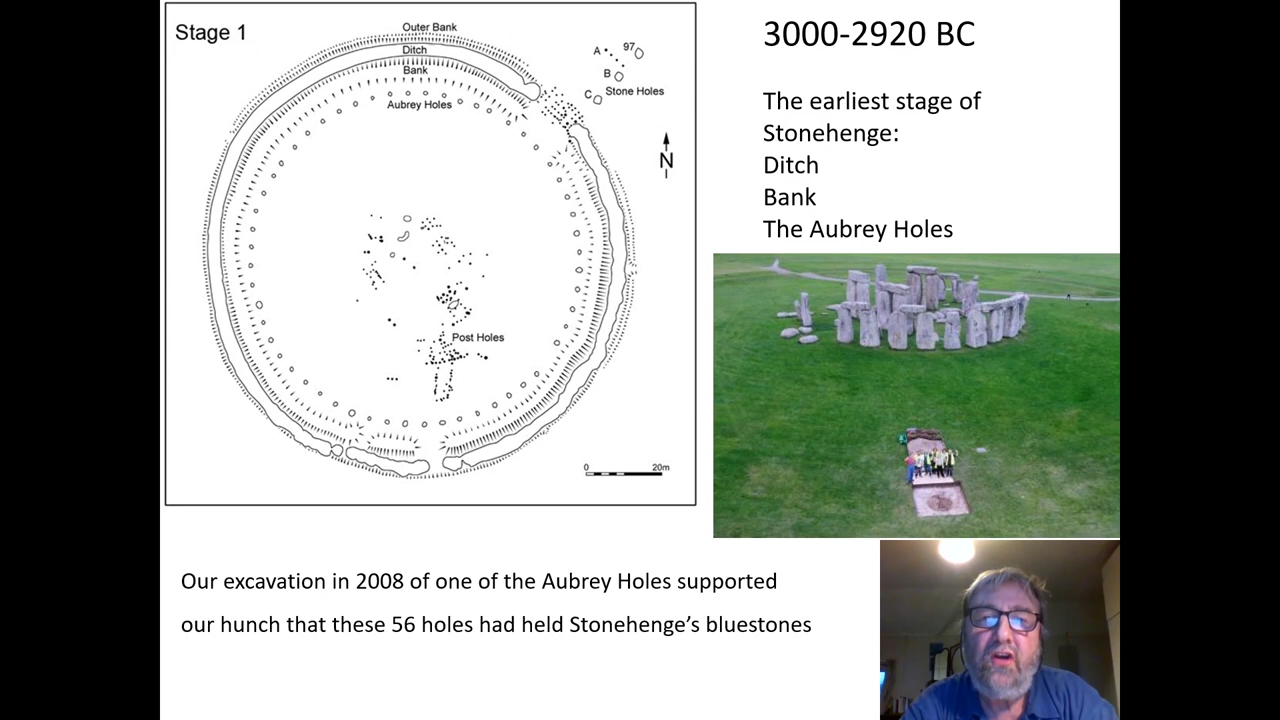 Stage 1
Outer Bank
Ditch
Bank
Aubrey Holes
A
97
B
C
Stone Holes
N
Post Holes
0 20m
3000-2920 BC
The earliest stage of
Stonehenge:
Ditch
Bank
The Aubrey Holes
Our excavation in 2008 of one of the Aubrey Holes supported
our hunch that these 56 holes had held Stonehenge’s bluestones